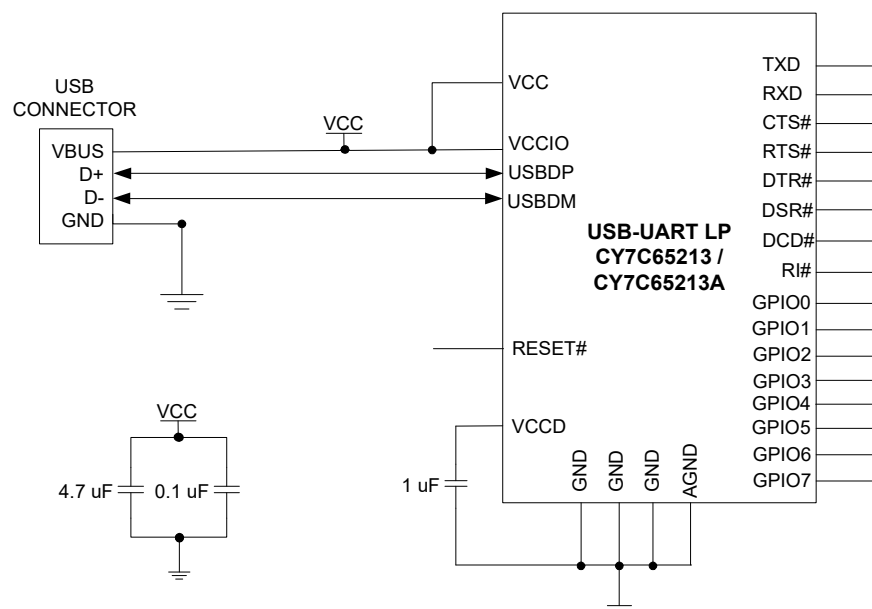 USB
CONNECTOR
VBUS
D+
D-
GND
VCC
VCC
VCCIO
USBDP
USBDM
RESET#
VCCD
USB-UART LP
CY7C65213 /
CY7C65213A
TXD
RXD
CTS#
RTS#
DTR#
DSR#
DCD#
RI#
GPIO0
GPIO1
GPIO2
GPIO3
GPIO4
GPIO5
GPIO6
GPIO7
GND
GND
GND
AGND
1 uF
VCC
4.7 uF
0.1 uF